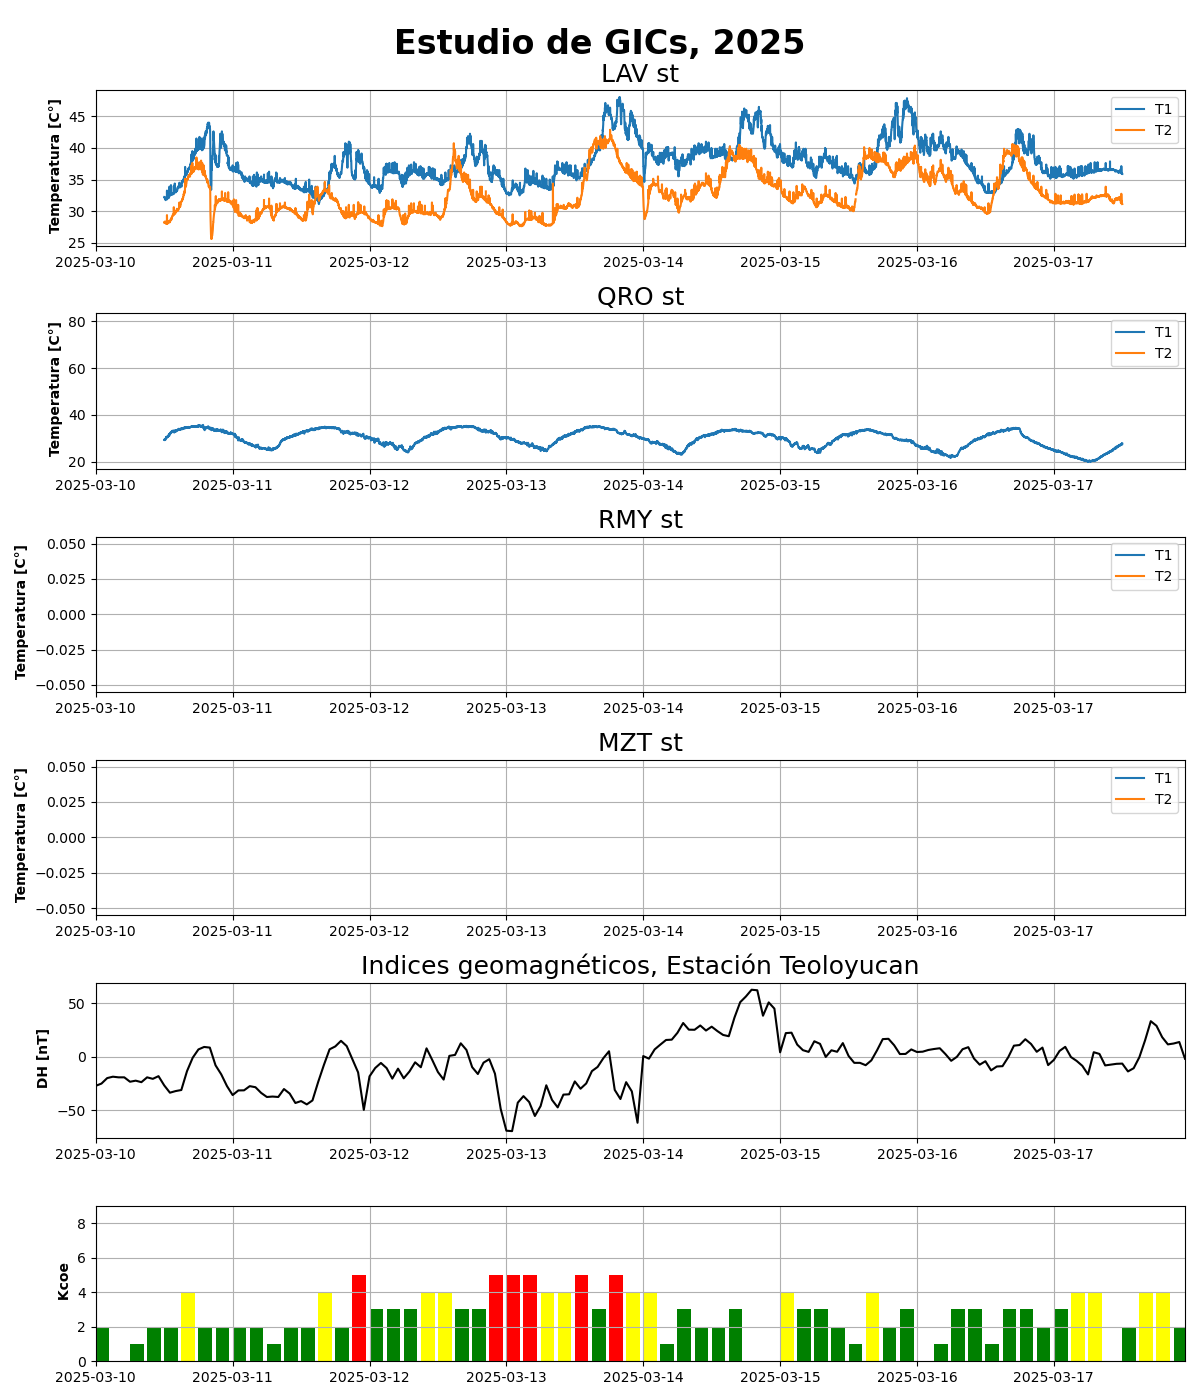 Estudio de GICs, 2025
LAV st
Temperatura [C°]
45
40
35
30
25
T1
T2
2025-03-10 2025-03-11 2025-03-12 2025-03-13 2025-03-14 2025-03-15 2025-03-16 2025-03-17
QRO st
Temperatura [C°]
80
60
40
20
T1
T2
2025-03-10 2025-03-11 2025-03-12 2025-03-13 2025-03-14 2025-03-15 2025-03-16 2025-03-17
RMY st
Temperatura [C°]
0.050
0.025
0.000
−0.025
−0.050
T1
T2
2025-03-10 2025-03-11 2025-03-12 2025-03-13 2025-03-14 2025-03-15 2025-03-16 2025-03-17
MZT st
Temperatura [C°]
0.050
0.025
0.000
−0.025
−0.050
T1
T2
2025-03-10 2025-03-11 2025-03-12 2025-03-13 2025-03-14 2025-03-15 2025-03-16 2025-03-17
Indices geomagnéticos, Estación Teoloyucan
DH [nT]
50
0
−50
2025-03-10 2025-03-11 2025-03-12 2025-03-13 2025-03-14 2025-03-15 2025-03-16 2025-03-17
Kcoe
8
6
4
2
0
2025-03-10 2025-03-11 2025-03-12 2025-03-13 2025-03-14 2025-03-15 2025-03-16 2025-03-17